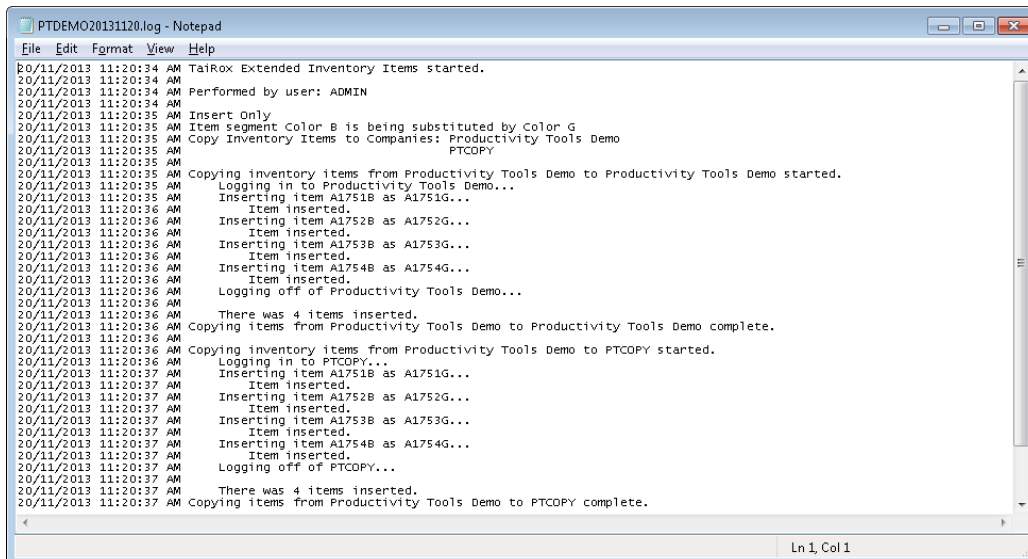 PTDEMO20131120.log - Notepad
File Edit Format View Help
20/11/2013 11:20:34 AM TaiRox Extended Inventory Items started.
20/11/2013 11:20:34 AM
20/11/2013 11:20:34 AM Performed by user: ADMIN
20/11/2013 11:20:34 AM
20/11/2013 11:20:35 AM Insert Only
20/11/2013 11:20:35 AM Item segment Color B is being substituted by Color G
20/11/2013 11:20:35 AM Copy Inventory Items to Companies: Productivity Tools Demo
20/11/2013 11:20:35 AM PTCOPY
20/11/2013 11:20:35 AM
20/11/2013 11:20:35 AM Copying inventory items from Productivity Tools Demo to Productivity Tools Demo started.
20/11/2013 11:20:35 AM Logging in to Productivity Tools Demo...
20/11/2013 11:20:35 AM Inserting item A1751B as A1751G...
20/11/2013 11:20:36 AM Item inserted.
20/11/2013 11:20:36 AM Inserting item A1752B as A1752G...
20/11/2013 11:20:36 AM Item inserted.
20/11/2013 11:20:36 AM Inserting item A1753B as A1753G...
20/11/2013 11:20:36 AM Item inserted.
20/11/2013 11:20:36 AM Inserting item A1754B as A1754G...
20/11/2013 11:20:36 AM Item inserted.
20/11/2013 11:20:36 AM Logging off of Productivity Tools Demo...
20/11/2013 11:20:36 AM
20/11/2013 11:20:36 AM There was 4 items inserted.
20/11/2013 11:20:36 AM Copying items from Productivity Tools Demo to Productivity Tools Demo complete.
20/11/2013 11:20:36 AM
20/11/2013 11:20:36 AM Copying inventory items from Productivity Tools Demo to PTCOPY started.
20/11/2013 11:20:36 AM Logging in to PTCOPY...
20/11/2013 11:20:37 AM Inserting item A1751B as A1751G...
20/11/2013 11:20:37 AM Item inserted.
20/11/2013 11:20:37 AM Inserting item A1752B as A1752G...
20/11/2013 11:20:37 AM Item inserted.
20/11/2013 11:20:37 AM Inserting item A1753B as A1753G...
20/11/2013 11:20:37 AM Item inserted.
20/11/2013 11:20:37 AM Inserting item A1754B as A1754G...
20/11/2013 11:20:37 AM Item inserted.
20/11/2013 11:20:37 AM Logging off of PTCOPY...
20/11/2013 11:20:37 AM
20/11/2013 11:20:37 AM There was 4 items inserted.
20/11/2013 11:20:37 AM Copying items from Productivity Tools Demo to PTCOPY complete.
Ln 1, Col 1